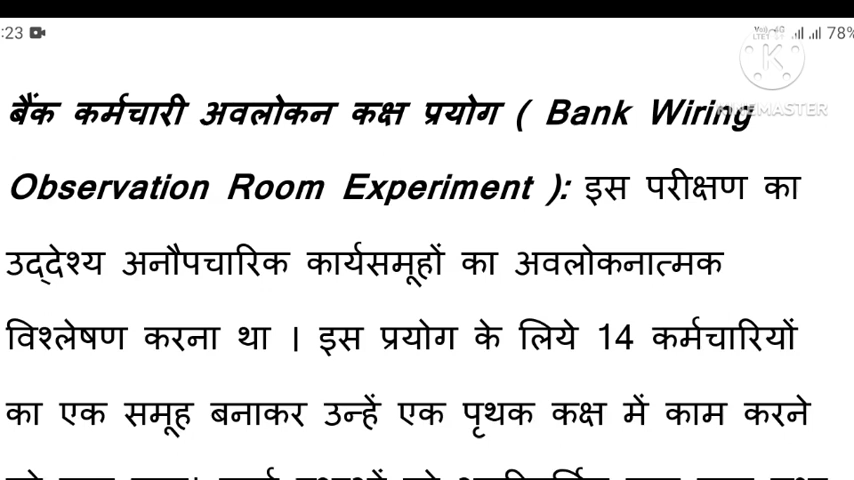 :23 78%
KINEMASTER
बैंक कर्मचारी अवलोकन कक्ष प्रयोग ( Bank Wiring
Observation Room Experiment ): इस परीक्षण का
उद्देश्य अनौपचारिक कार्यसमूहों का अवलोकनात्मक
विश्लेषण करना था । इस प्रयोग के लिये 14 कर्मचारियों
का एक समूह बनाकर उन्हें एक पृथक कक्ष में काम करने